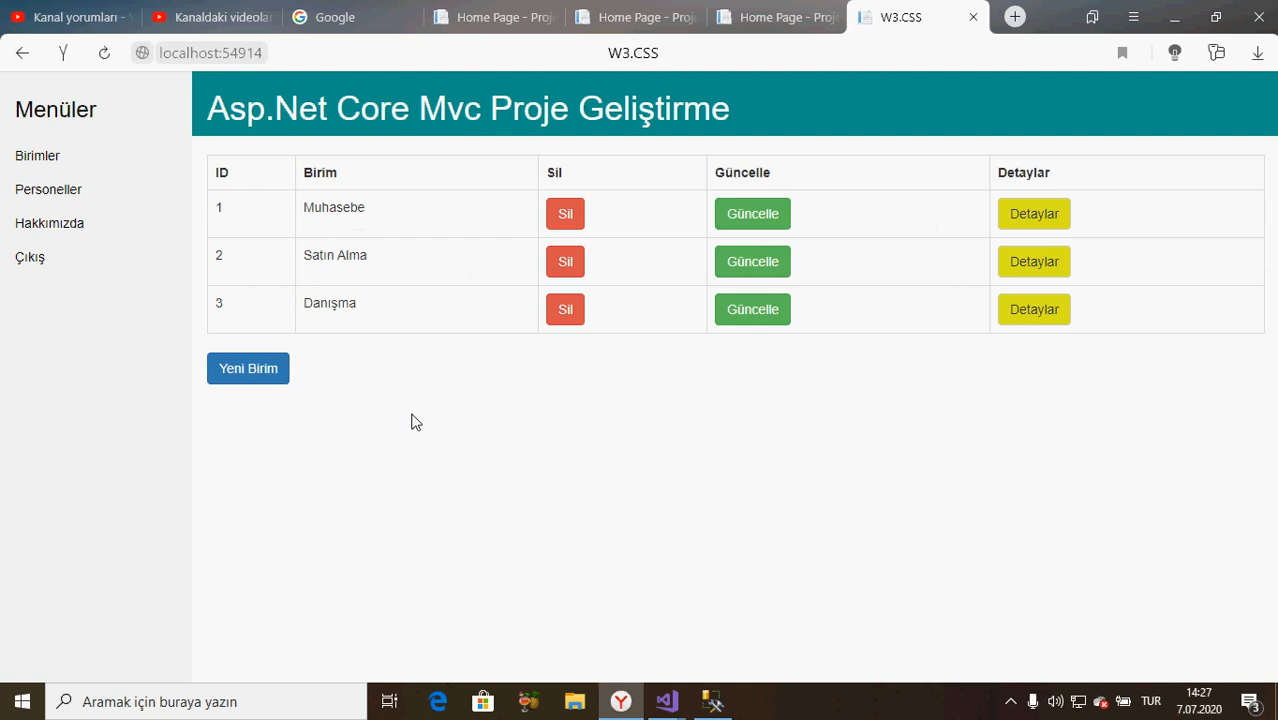 Kanal yorumları - Kanaldaki videolar Google Home Page - Proj Home Page - Proj Home Page - Proj W3.CSS
localhost:54914 W3.CSS
Menüler
Birimler
Personeller
Hakkımızda
Çıkış
Asp.Net Core Mvc Proje Geliştirme
ID Birim Sil Güncelle Detaylar
1 Muhasebe Sil Güncelle Detaylar
2 Satın Alma Sil Güncelle Detaylar
3 Danışma Sil Güncelle Detaylar
Yeni Birim
Aramak için buraya yazın
TUR
14:27
7.07.2020
3